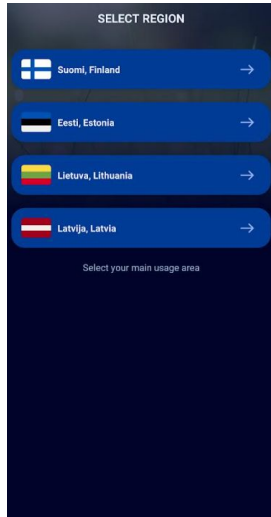 SELECT REGION
Suomi, Finland
Eesti, Estonia
Lietuva, Lithuania
Latvija, Latvia
Select your main usage area